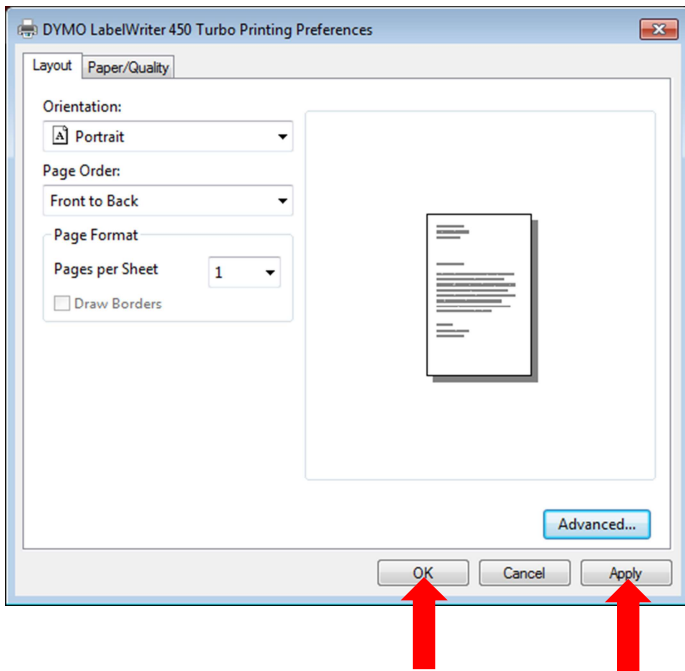 DYMO LabelWriter 450 Turbo Printing Preferences
Layout Paper/Quality
Orientation:
A Portrait
Page Order:
Front to Back
Page Format
Pages per Sheet 1
Draw Borders
Advanced...
OK Cancel Apply